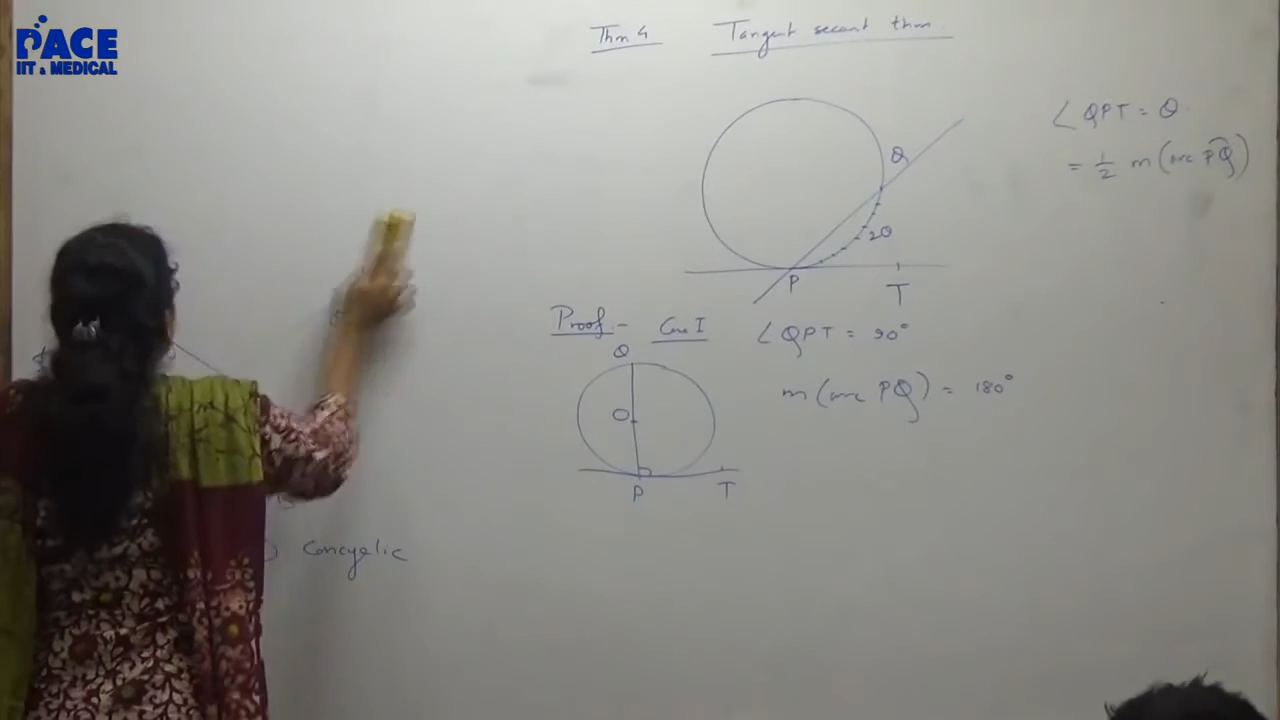 PACE
IIT & MEDICAL
Thm 4 Tangent secant thm
∠ QPT = θ
= 1/2 m (arc PQ)
Q
2θ
P
T
Proof :- Case I ∠ QPT = 90°
Q
m (arc PQ) = 180°
O
P T
Concyclic